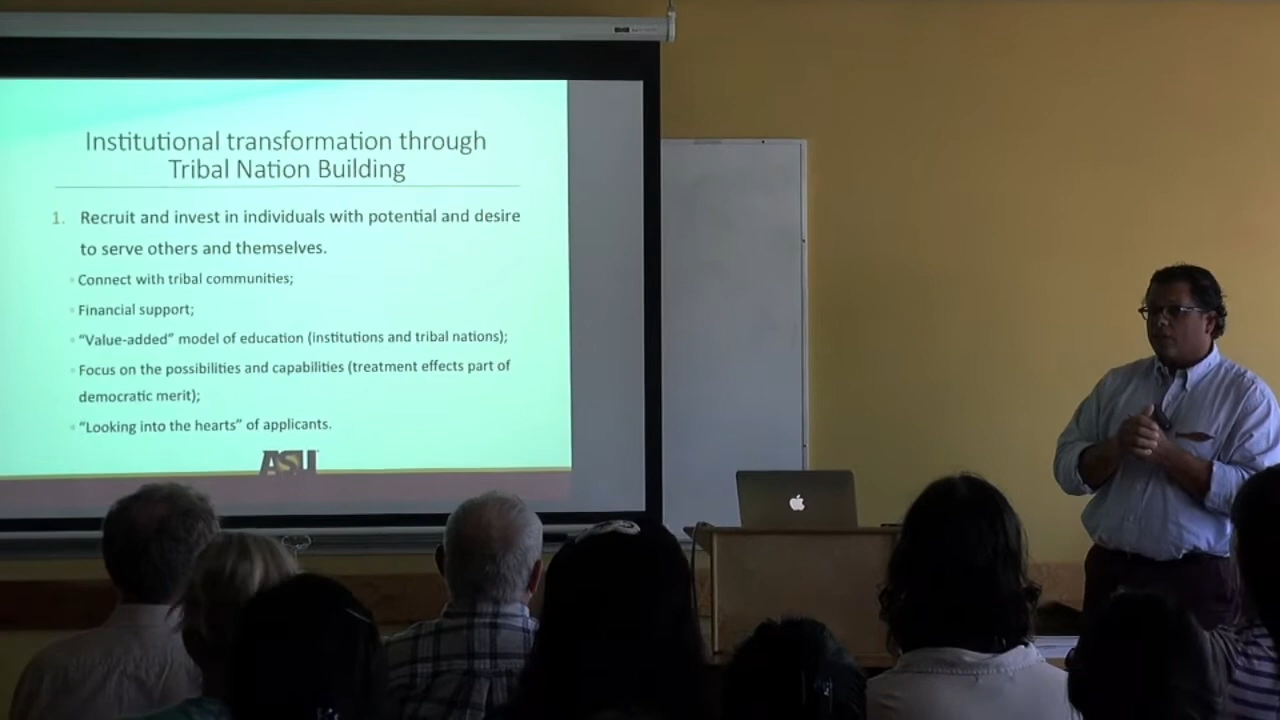 Institutional transformation through
Tribal Nation Building
1. Recruit and invest in individuals with potential and desire
to serve others and themselves.
Connect with tribal communities;
Financial support;
“Value-added” model of education (institutions and tribal nations);
Focus on the possibilities and capabilities (treatment effects part of
democratic merit);
“Looking into the hearts” of applicants.
ASU